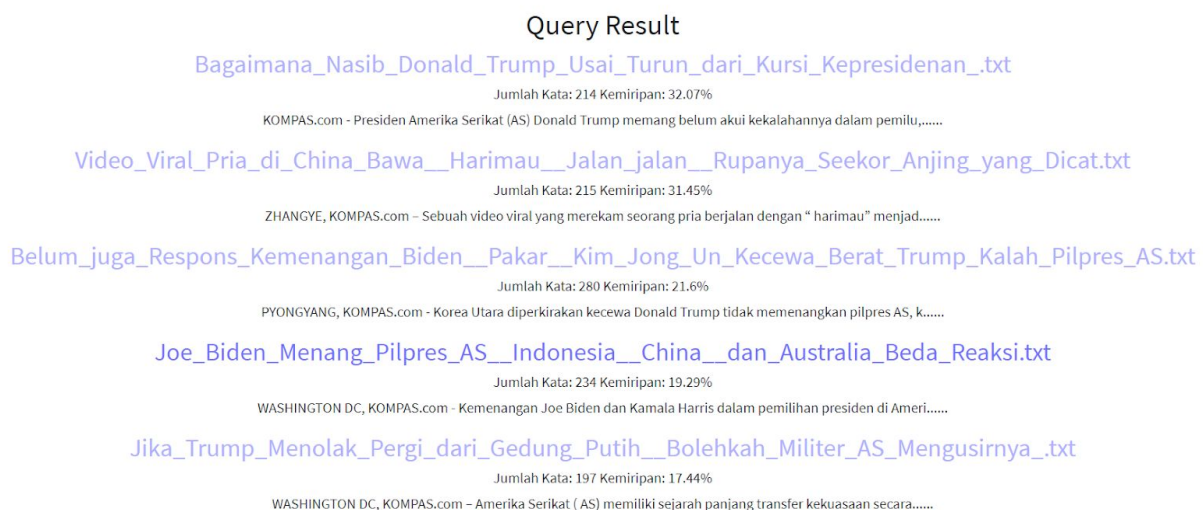 Query Result
Bagaimana_Nasib_Donald_Trump_Usai_Turun_dari_Kursi_Kepresidenan_.txt
Jumlah Kata: 214 Kemiripan: 32.07%
KOMPAS.com - Presiden Amerika Serikat (AS) Donald Trump memang belum akui kekalahannya dalam pemilu,......
Video_Viral_Pria_di_China_Bawa__Harimau__Jalan_jalan__Rupanya_Seekor_Anjing_yang_Dicat.txt
Jumlah Kata: 215 Kemiripan: 31.45%
ZHANGYE, KOMPAS.com – Sebuah video viral yang merekam seorang pria berjalan dengan “ harimau” menjad......
Belum_juga_Respons_Kemenangan_Biden__Pakar__Kim_Jong_Un_Kecewa_Berat_Trump_Kalah_Pilpres_AS.txt
Jumlah Kata: 280 Kemiripan: 21.6%
PYONGYANG, KOMPAS.com - Korea Utara diperkirakan kecewa Donald Trump tidak memenangkan pilpres AS, k......
Joe_Biden_Menang_Pilpres_AS__Indonesia__China__dan_Australia_Beda_Reaksi.txt
Jumlah Kata: 234 Kemiripan: 19.29%
WASHINGTON DC, KOMPAS.com - Kemenangan Joe Biden dan Kamala Harris dalam pemilihan presiden di Ameri......
Jika_Trump_Menolak_Pergi_dari_Gedung_Putih__Bolehkah_Militer_AS_Mengusirnya_.txt
Jumlah Kata: 197 Kemiripan: 17.44%
WASHINGTON DC, KOMPAS.com – Amerika Serikat ( AS) memiliki sejarah panjang transfer kekuasaan secara......